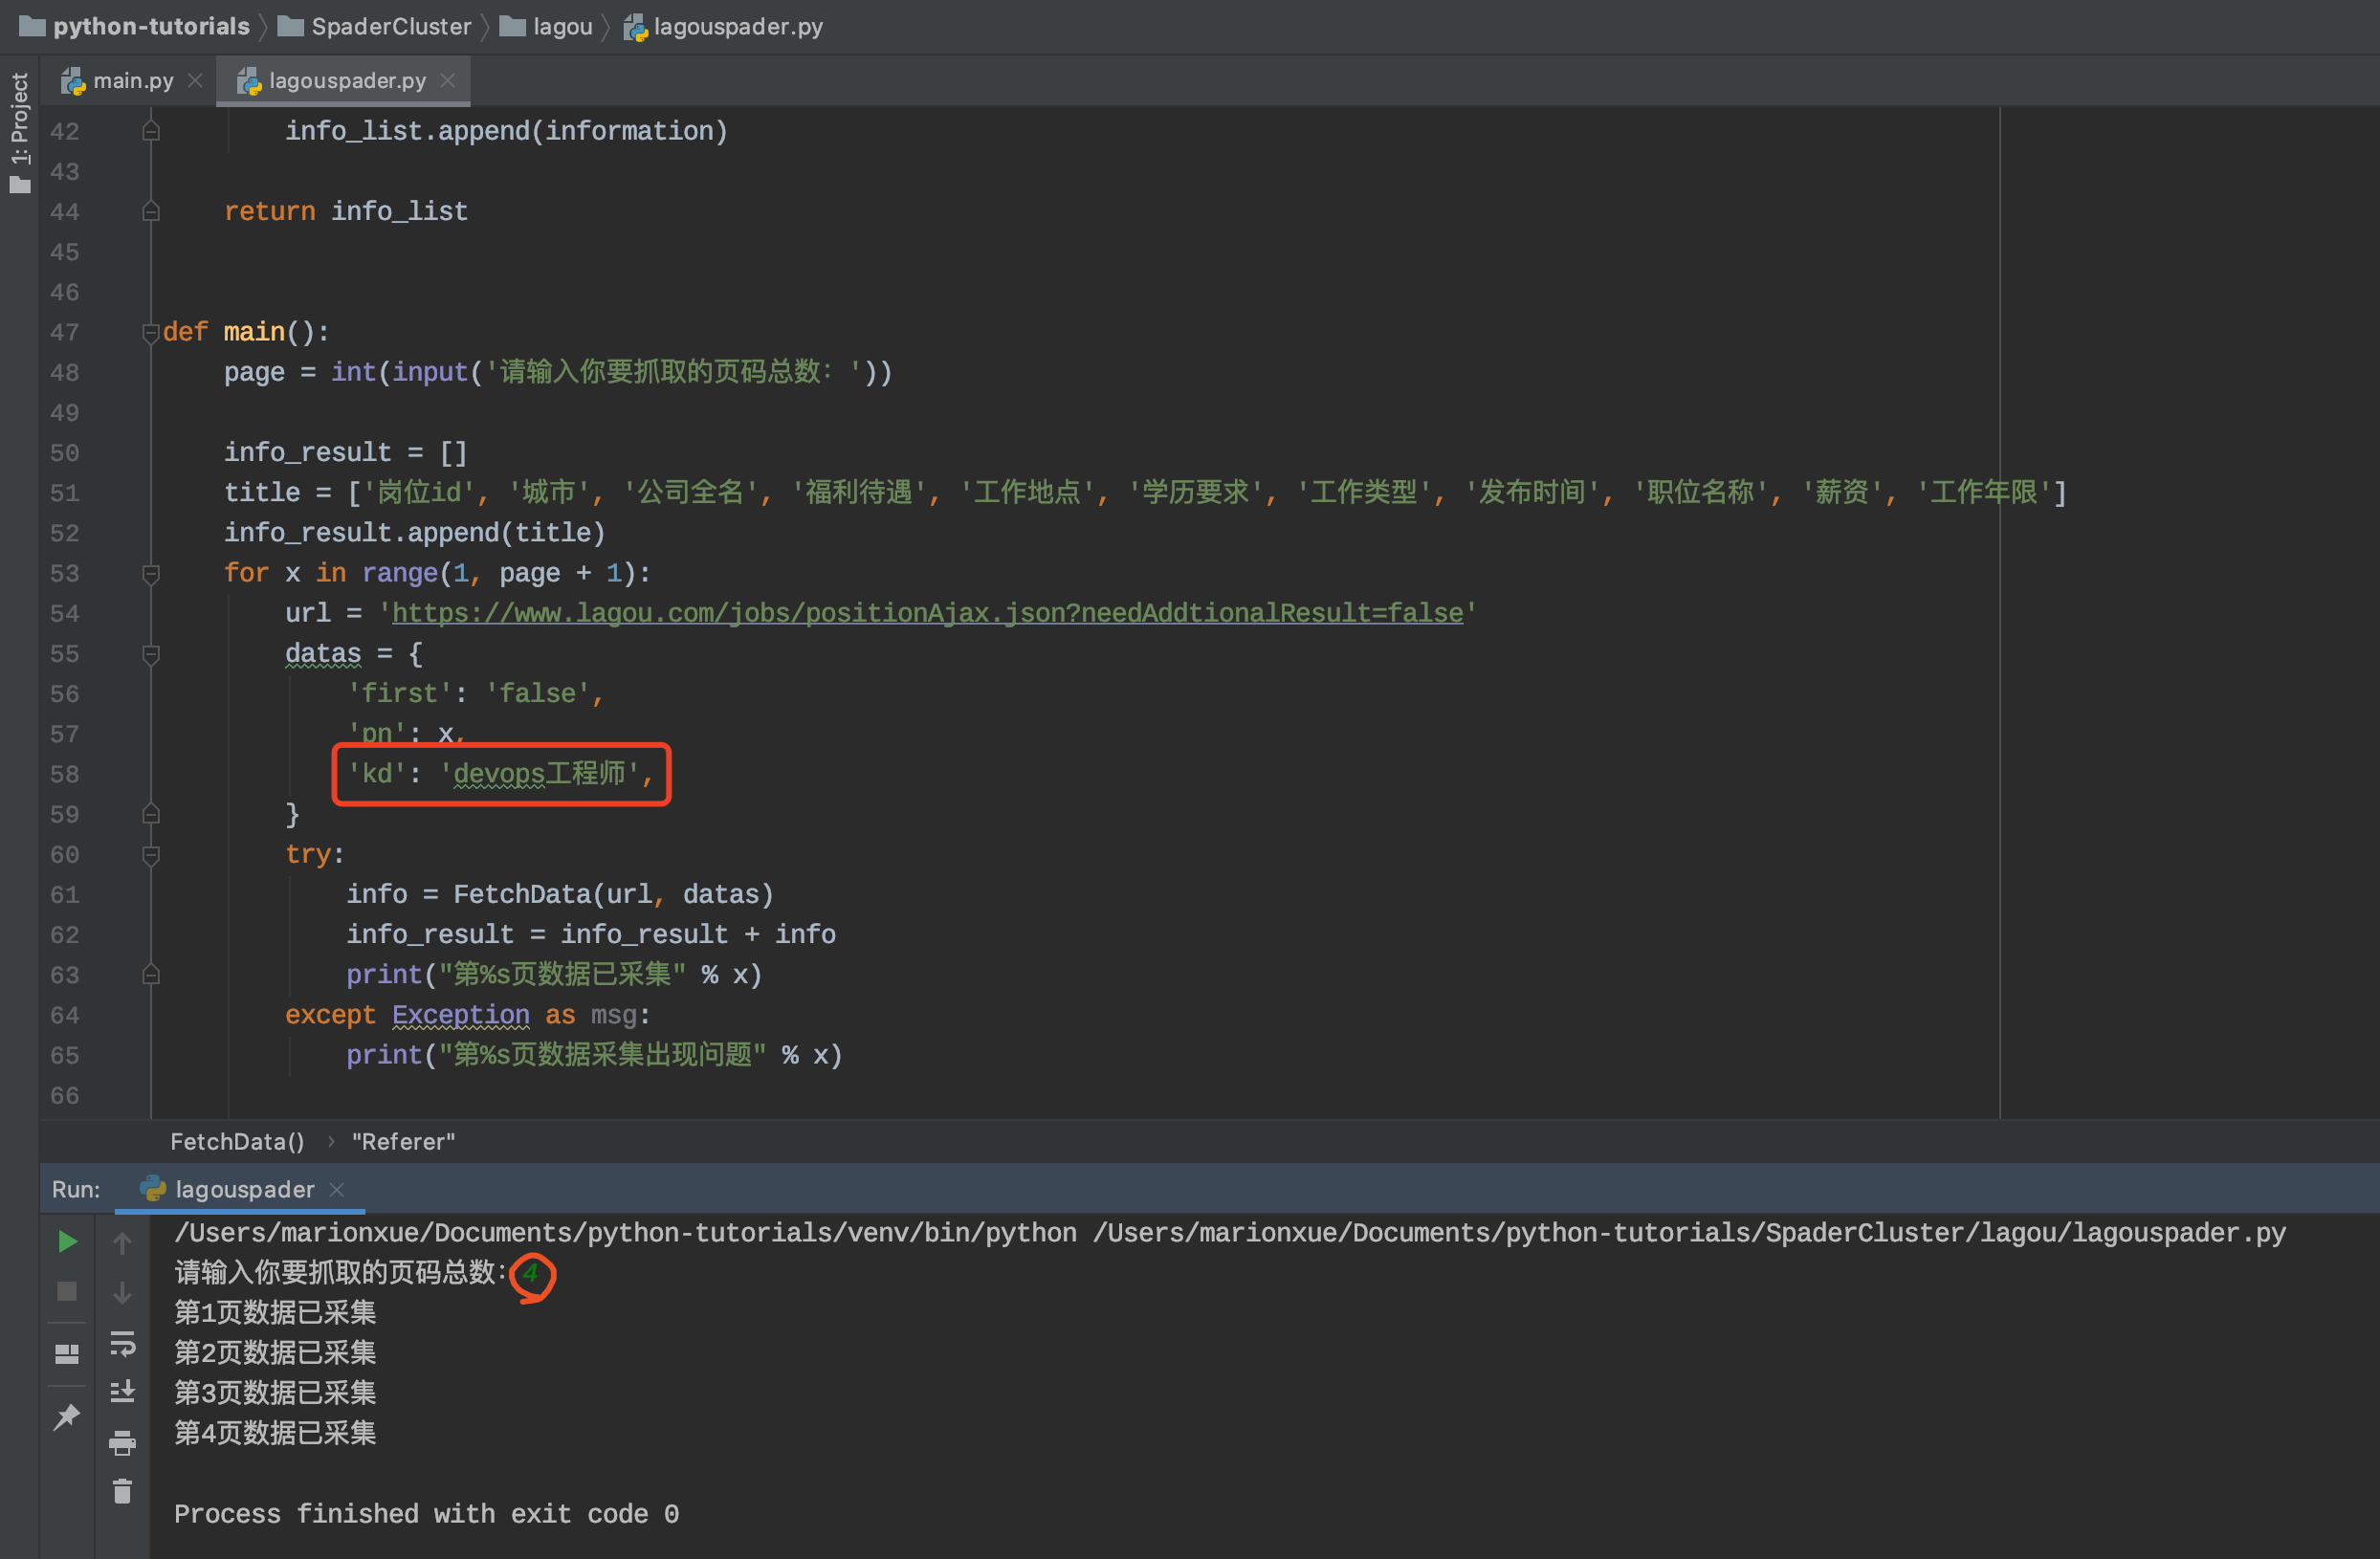 python-tutorials SpaderCluster lagou lagouspader.py
1: Project
main.py lagouspader.py
42 info_list.append(information)
43
44 return info_list
45
46
47 def main():
48 page = int(input('请输入你要抓取的页码总数：'))
49
50 info_result = []
51 title = ['岗位id', '城市', '公司全名', '福利待遇', '工作地点', '学历要求', '工作类型', '发布时间', '职位名称', '薪资', '工作年限']
52 info_result.append(title)
53 for x in range(1, page + 1):
54 url = 'https://www.lagou.com/jobs/positionAjax.json?needAddtionalResult=false'
55 datas = {
56 'first': 'false',
57 'pn': x,
58 'kd': 'devops工程师',
59 }
60 try:
61 info = FetchData(url, datas)
62 info_result = info_result + info
63 print("第%s页数据已采集" % x)
64 except Exception as msg:
65 print("第%s页数据采集出现问题" % x)
66
FetchData() › "Referer"
Run: lagouspader
/Users/marionxue/Documents/python-tutorials/venv/bin/python /Users/marionxue/Documents/python-tutorials/SpaderCluster/lagou/lagouspader.py
请输入你要抓取的页码总数：4
第1页数据已采集
第2页数据已采集
第3页数据已采集
第4页数据已采集
Process finished with exit code 0